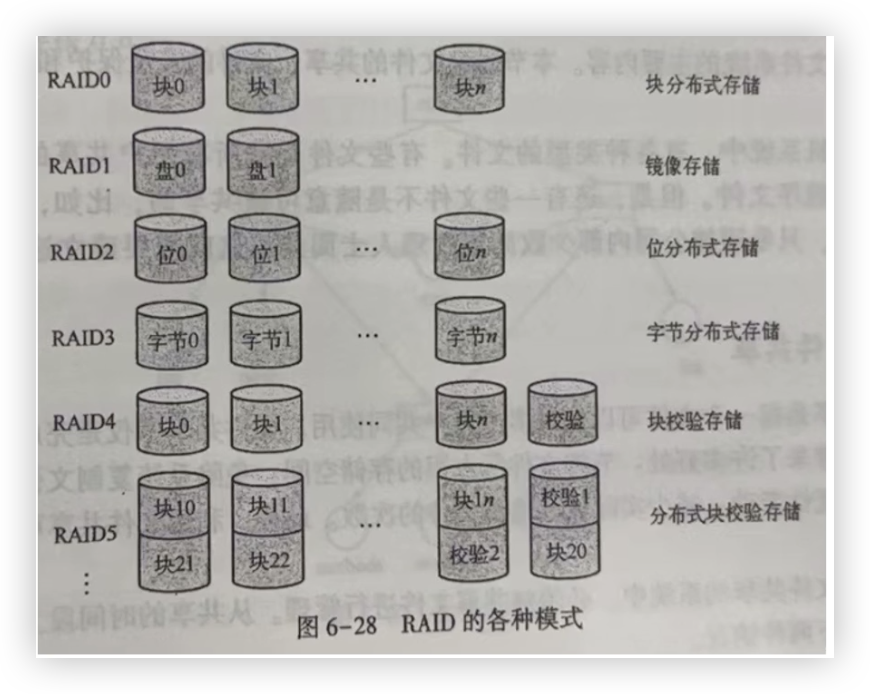 RAID0 块0 块1 … 块n 块分布式存储
RAID1 盘0 盘1 镜像存储
RAID2 位0 位1 … 位n 位分布式存储
RAID3 字节0 字节1 … 字节n 字节分布式存储
RAID4 块0 块1 … 块n 校验 块校验存储
块10 块11 块1n 校验1
RAID5 … 分布式块校验存储
块21 块22 校验2 块20
⋮
图 6-28 RAID 的各种模式